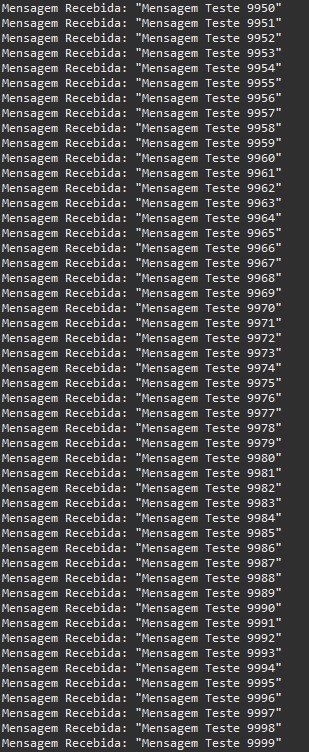 Mensagem Recebida: "Mensagem Teste 9950"
Mensagem Recebida: "Mensagem Teste 9951"
Mensagem Recebida: "Mensagem Teste 9952"
Mensagem Recebida: "Mensagem Teste 9953"
Mensagem Recebida: "Mensagem Teste 9954"
Mensagem Recebida: "Mensagem Teste 9955"
Mensagem Recebida: "Mensagem Teste 9956"
Mensagem Recebida: "Mensagem Teste 9957"
Mensagem Recebida: "Mensagem Teste 9958"
Mensagem Recebida: "Mensagem Teste 9959"
Mensagem Recebida: "Mensagem Teste 9960"
Mensagem Recebida: "Mensagem Teste 9961"
Mensagem Recebida: "Mensagem Teste 9962"
Mensagem Recebida: "Mensagem Teste 9963"
Mensagem Recebida: "Mensagem Teste 9964"
Mensagem Recebida: "Mensagem Teste 9965"
Mensagem Recebida: "Mensagem Teste 9966"
Mensagem Recebida: "Mensagem Teste 9967"
Mensagem Recebida: "Mensagem Teste 9968"
Mensagem Recebida: "Mensagem Teste 9969"
Mensagem Recebida: "Mensagem Teste 9970"
Mensagem Recebida: "Mensagem Teste 9971"
Mensagem Recebida: "Mensagem Teste 9972"
Mensagem Recebida: "Mensagem Teste 9973"
Mensagem Recebida: "Mensagem Teste 9974"
Mensagem Recebida: "Mensagem Teste 9975"
Mensagem Recebida: "Mensagem Teste 9976"
Mensagem Recebida: "Mensagem Teste 9977"
Mensagem Recebida: "Mensagem Teste 9978"
Mensagem Recebida: "Mensagem Teste 9979"
Mensagem Recebida: "Mensagem Teste 9980"
Mensagem Recebida: "Mensagem Teste 9981"
Mensagem Recebida: "Mensagem Teste 9982"
Mensagem Recebida: "Mensagem Teste 9983"
Mensagem Recebida: "Mensagem Teste 9984"
Mensagem Recebida: "Mensagem Teste 9985"
Mensagem Recebida: "Mensagem Teste 9986"
Mensagem Recebida: "Mensagem Teste 9987"
Mensagem Recebida: "Mensagem Teste 9988"
Mensagem Recebida: "Mensagem Teste 9989"
Mensagem Recebida: "Mensagem Teste 9990"
Mensagem Recebida: "Mensagem Teste 9991"
Mensagem Recebida: "Mensagem Teste 9992"
Mensagem Recebida: "Mensagem Teste 9993"
Mensagem Recebida: "Mensagem Teste 9994"
Mensagem Recebida: "Mensagem Teste 9995"
Mensagem Recebida: "Mensagem Teste 9996"
Mensagem Recebida: "Mensagem Teste 9997"
Mensagem Recebida: "Mensagem Teste 9998"
Mensagem Recebida: "Mensagem Teste 9999"